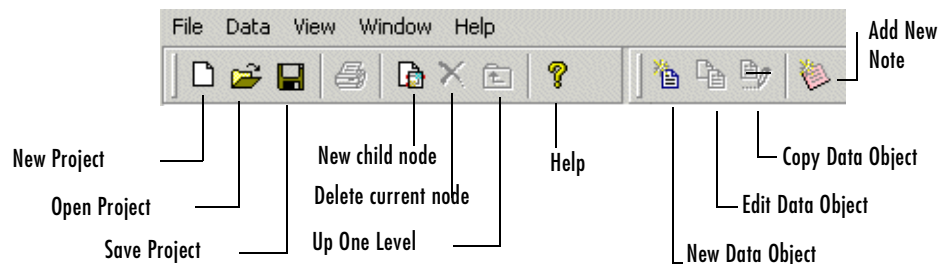 File Data View Window Help
Add New
Note
New Project
New child node
Help
Copy Data Object
Open Project
Delete current node
Edit Data Object
Save Project
Up One Level
New Data Object